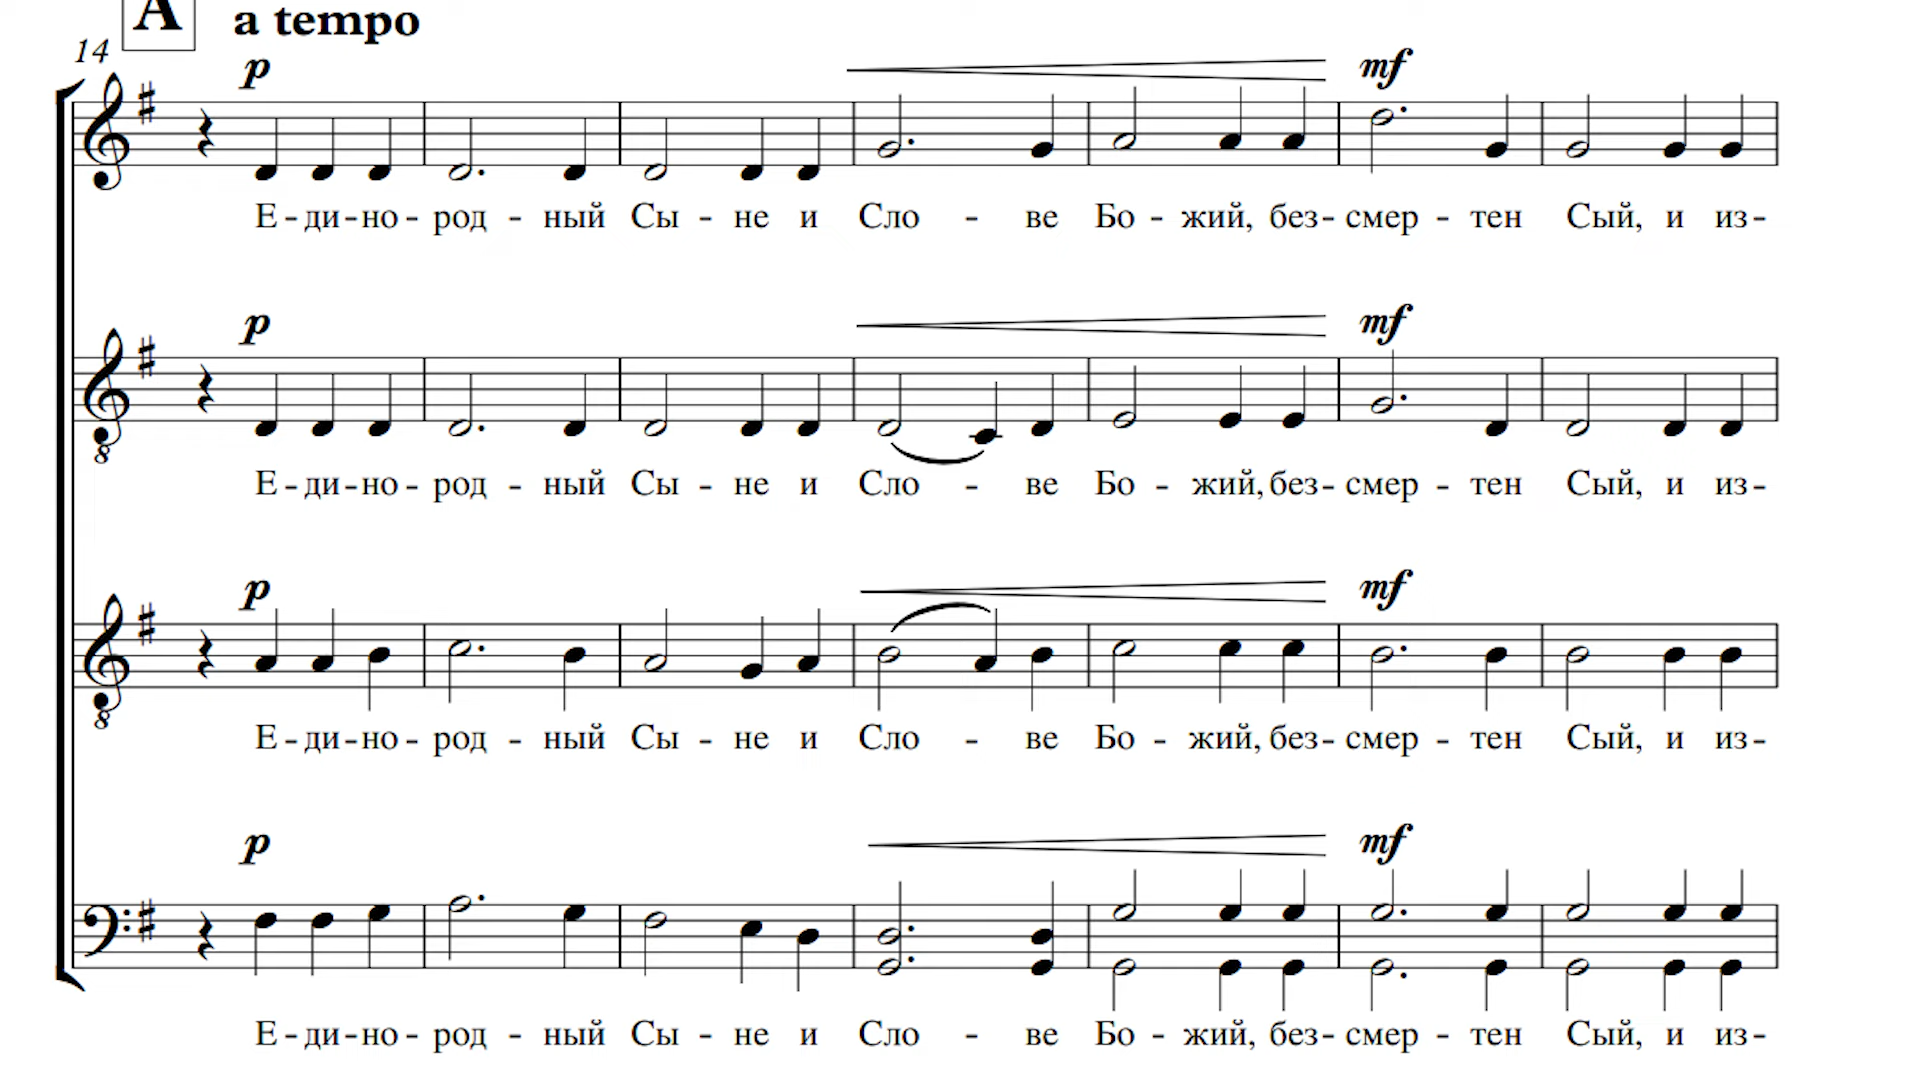 A a tempo
14
p mf
Е-ди-но-род - ный Сы - не и Сло - ве Бо - жий, без-смер - тен Сый, и из-
p mf
8
Е-ди-но-род - ный Сы - не и Сло - ве Бо - жий, без-смер - тен Сый, и из-
p mf
8
Е-ди-но-род - ный Сы - не и Сло - ве Бо - жий, без-смер - тен Сый, и из-
p mf
Е-ди-но-род - ный Сы - не и Сло - ве Бо - жий, без-смер - тен Сый, и из-